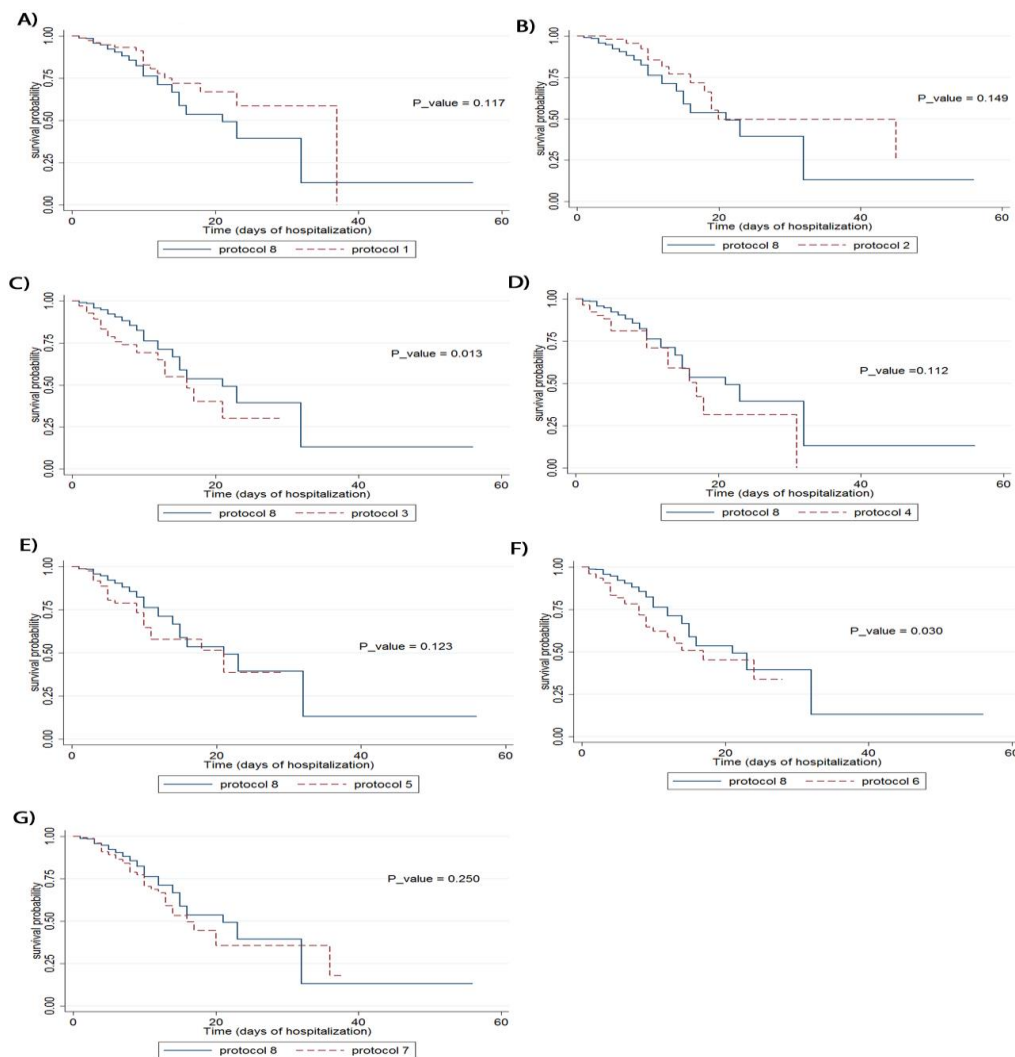 A)
survival probability
1.00
0.75
0.50
0.25
0.00
P_value = 0.117
0 20 40 60
Time (days of hospitalization)
protocol 8 protocol 1
B)
survival probability
1.00
0.75
0.50
0.25
0.00
P_value = 0.149
0 20 40 60
Time (days of hospitalization)
protocol 8 protocol 2
C)
survival probability
1.00
0.75
0.50
0.25
0.00
P_value = 0.013
0 20 40 60
Time (days of hospitalization)
protocol 8 protocol 3
D)
survival probability
1.00
0.75
0.50
0.25
0.00
P_value =0.112
0 20 40 60
Time (days of hospitalization)
protocol 8 protocol 4
E)
survival probability
1.00
0.75
0.50
0.25
0.00
P_value = 0.123
0 20 40 60
Time (days of hospitalization)
protocol 8 protocol 5
F)
survival probability
1.00
0.75
0.50
0.25
0.00
P_value = 0.030
0 20 40 60
Time (days of hospitalization)
protocol 8 protocol 6
G)
survival probability
1.00
0.75
0.50
0.25
0.00
P_value = 0.250
0 20 40 60
Time (days of hospitalization)
protocol 8 protocol 7